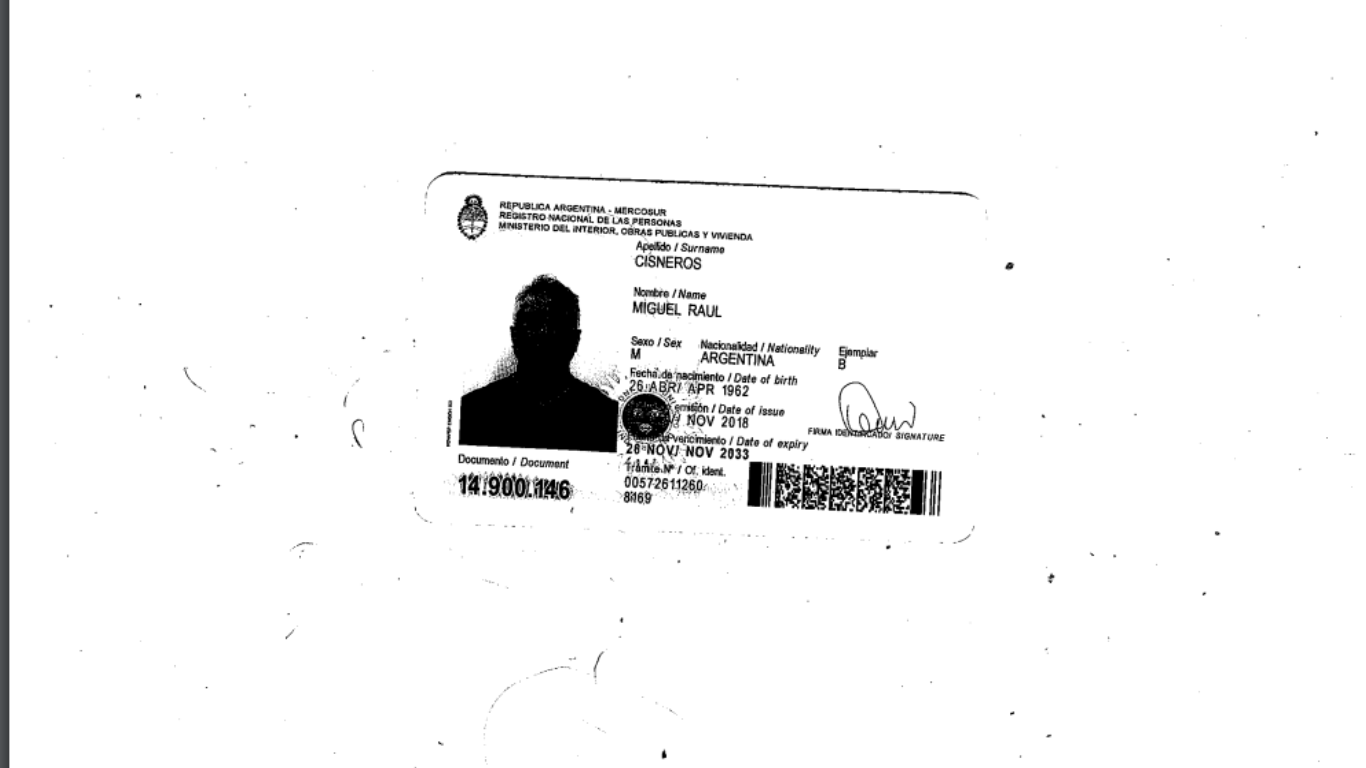 REPUBLICA ARGENTINA - MERCOSUR
REGISTRO NACIONAL DE LAS PERSONAS
MINISTERIO DEL INTERIOR, OBRAS PUBLICAS Y VIVIENDA
Apellido / Surname
CISNEROS
Nombre / Name
MIGUEL RAUL
Sexo / Sex Nacionalidad / Nationality Ejemplar
M ARGENTINA B
Fecha de nacimiento / Date of birth
26 ABR/ APR 1962
emisión / Date of issue
NOV 2018
FIRMA IDENTIFICADO/ SIGNATURE
vencimiento / Date of expiry
26 NOV/ NOV 2033
Documento / Document
14.900.146
Trámite Nº / Of. ident.
00572611260
8169